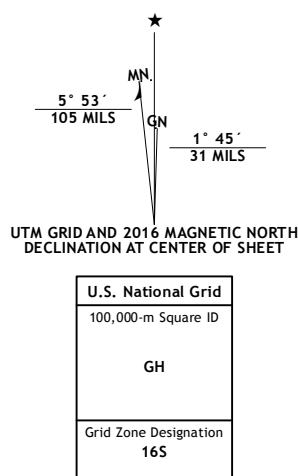 MN.
5° 53´
105 MILS
GN
1° 45´
31 MILS
UTM GRID AND 2016 MAGNETIC NORTH
DECLINATION AT CENTER OF SHEET
U.S. National Grid
100,000-m Square ID
GH
Grid Zone Designation
16S